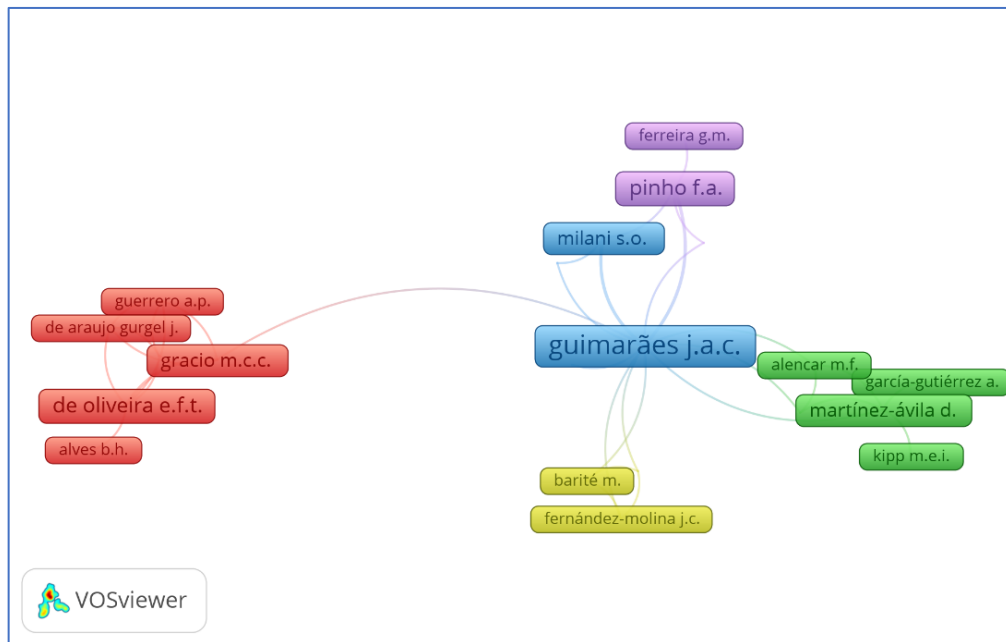 ferreira g.m.
pinho f.a.
milani s.o.
guerrero a.p.
de araujo gurgel j.
gracio m.c.c.
guimarães j.a.c.
alencar m.f.
garcía-gutiérrez a.
de oliveira e.f.t.
martínez-ávila d.
alves b.h.
kipp m.e.i.
barité m.
fernández-molina j.c.
VOSviewer